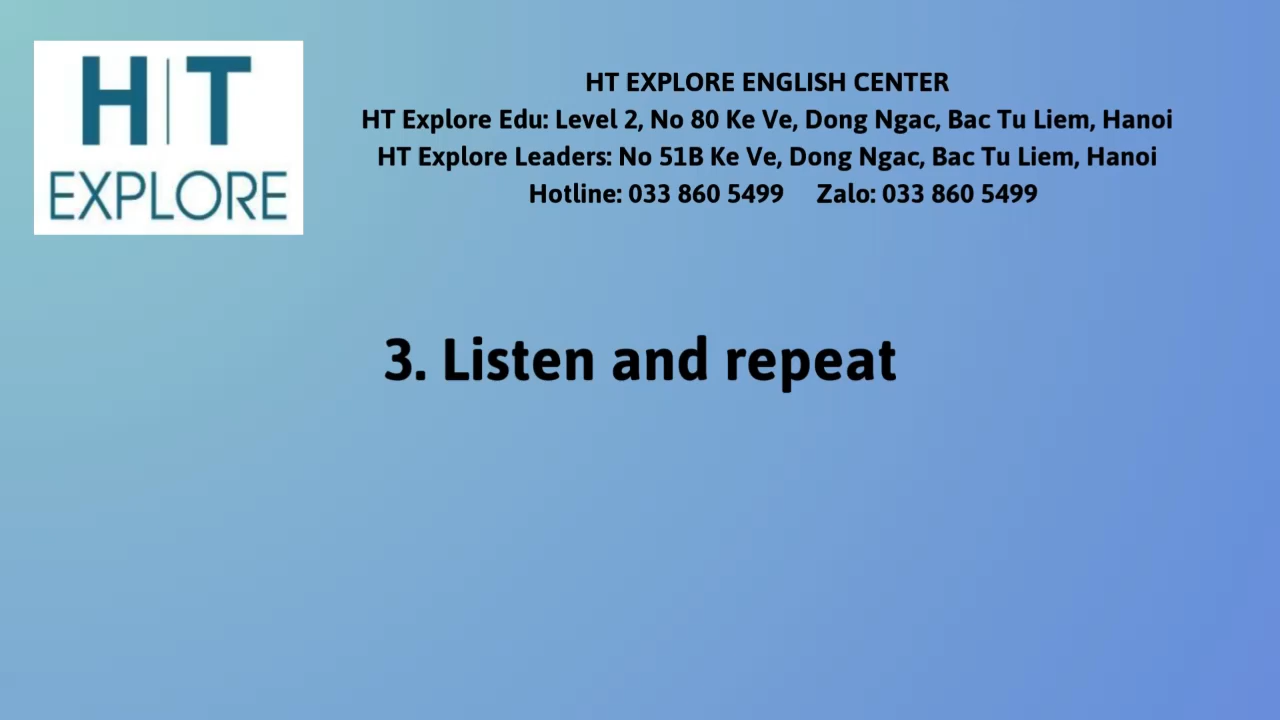 H|T
EXPLORE
HT EXPLORE ENGLISH CENTER
HT Explore Edu: Level 2, No 80 Ke Ve, Dong Ngac, Bac Tu Liem, Hanoi
HT Explore Leaders: No 51B Ke Ve, Dong Ngac, Bac Tu Liem, Hanoi
Hotline: 033 860 5499 Zalo: 033 860 5499
3. Listen and repeat